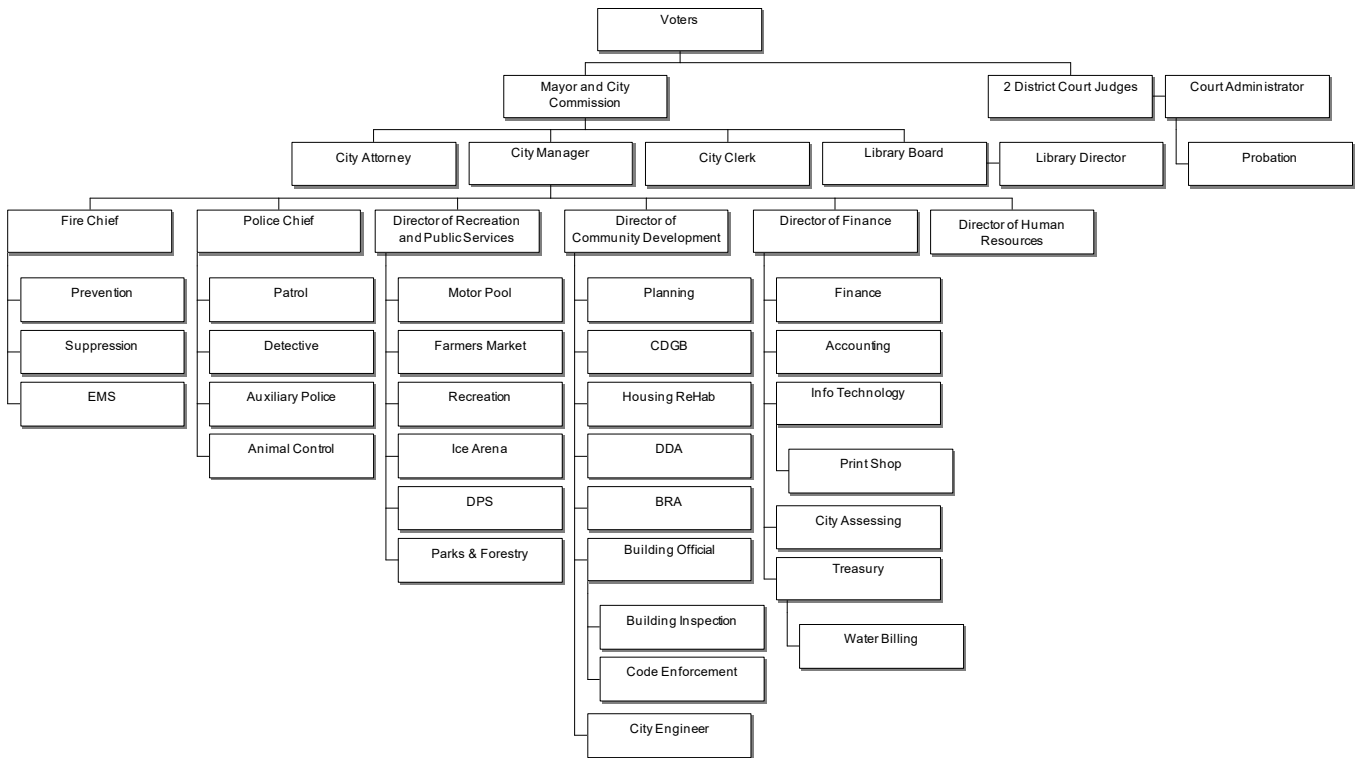 Voters
Mayor and City
Commission
2 District Court Judges
Court Administrator
City Attorney
City Manager
City Clerk
Library Board
Library Director
Probation
Fire Chief
Police Chief
Director of Recreation
and Public Services
Director of
Community Development
Director of Finance
Director of Human
Resources
Prevention
Patrol
Motor Pool
Planning
Finance
Suppression
Detective
Farmers Market
CDGB
Accounting
EMS
Auxiliary Police
Recreation
Housing ReHab
Info Technology
Animal Control
Ice Arena
DDA
Print Shop
DPS
BRA
City Assessing
Parks & Forestry
Building Official
Treasury
Building Inspection
Water Billing
Code Enforcement
City Engineer